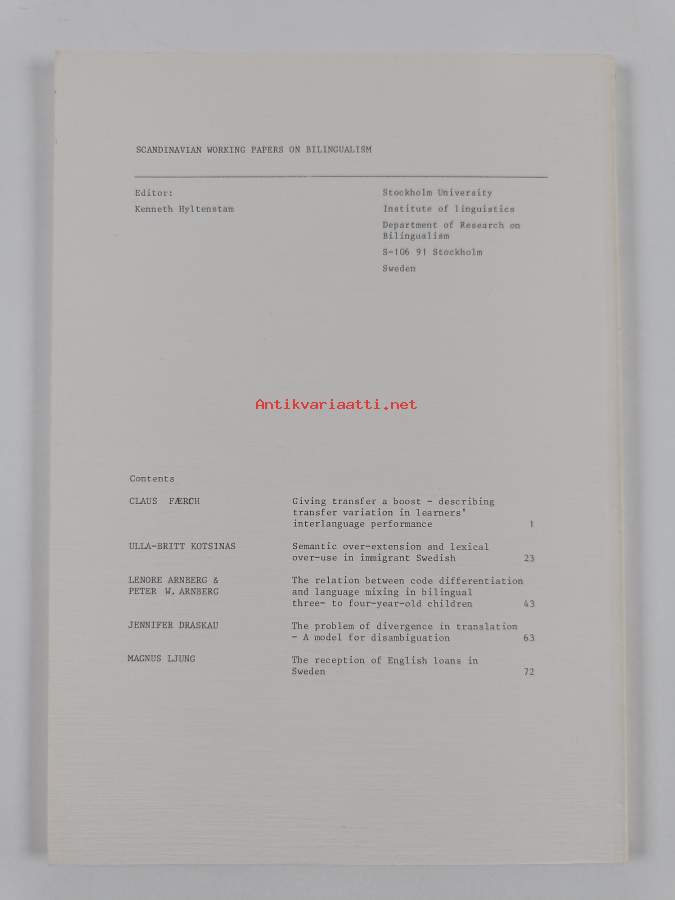 SCANDINAVIAN WORKING PAPERS ON BILINGUALISM
Editor:
Kenneth Hyltenstam
Stockholm University
Institute of linguistics
Department of Research on
Bilingualism
S-106 91 Stockholm
Sweden
Antikvariaatti.net
Contents
CLAUS FÆRCH Giving transfer a boost - describing
transfer variation in learners'
interlanguage performance 1
ULLA-BRITT KOTSINAS Semantic over-extension and lexical
over-use in immigrant Swedish 23
LENORE ARNBERG & The relation between code differentiation
PETER W. ARNBERG and language mixing in bilingual
three- to four-year-old children 43
JENNIFER DRASKAU The problem of divergence in translation
- A model for disambiguation 63
MAGNUS LJUNG The reception of English loans in
Sweden 72